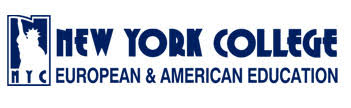 NEW YORK COLLEGE
NYC
EUROPEAN & AMERICAN EDUCATION